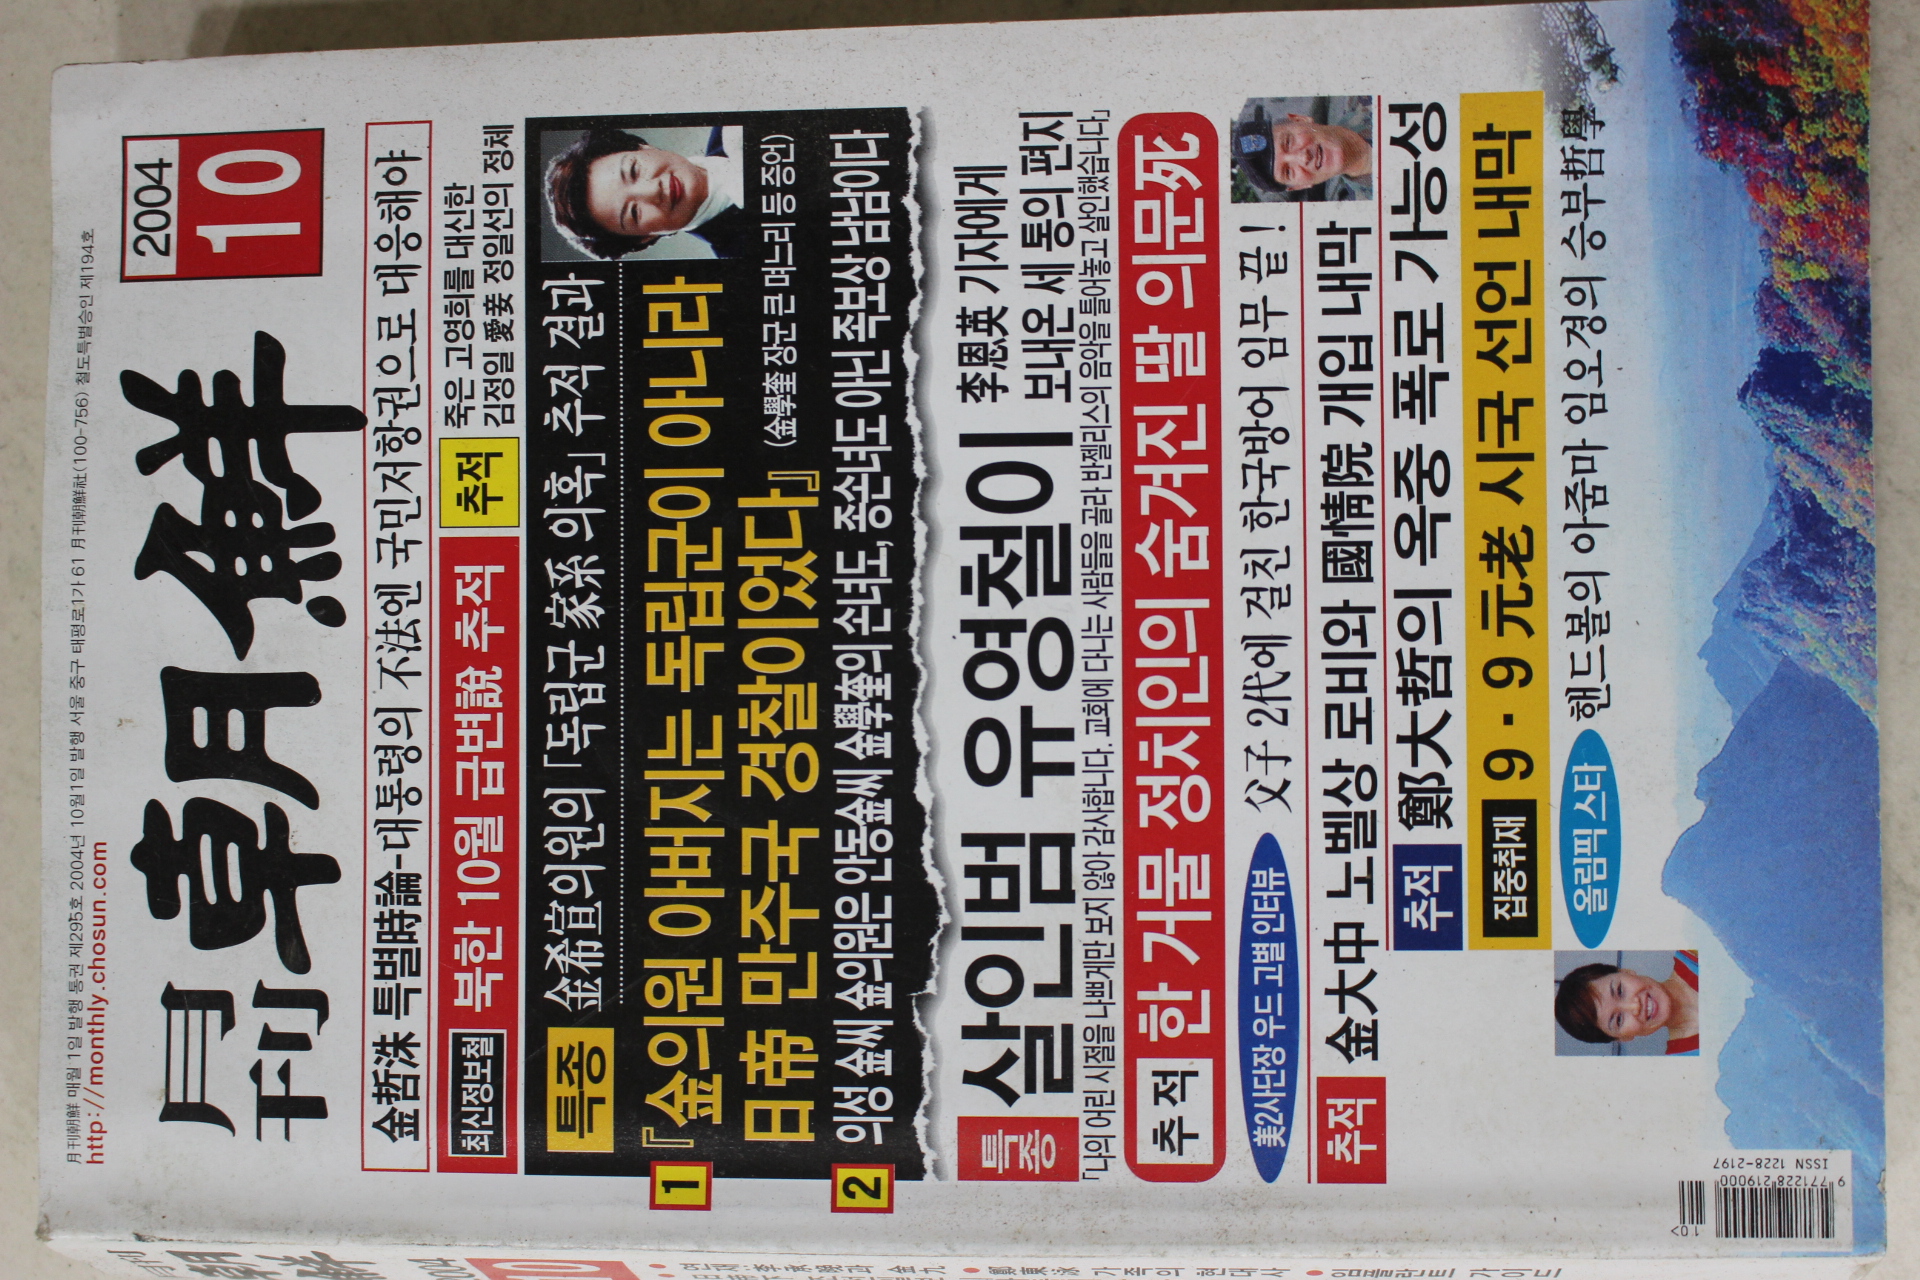 月刊朝鮮 매월 1일 발행 통권 제295호 2004년 10월1일 발행 서울 중구 태평로1가 61 月刊朝鮮社(100-756) 철도특별승인 제194호
http://monthly.chosun.com
月刊 朝鮮
2004
10
金哲洙 특별時論-대통령의 不法엔 국민저항권으로 대응해야
최신정보철 북한 10월 급변說 추적
추적 죽은 고영희를 대신한
김정일 愛妾 정일선의 정체
특종 金希宣의원의 「독립군 家系 의혹」 추적 결과
1 『金의원 아버지는 독립군이 아니라
日帝 만주국 경찰이었다』 (金學奎 장군 큰 며느리 등 증언)
2 의성 金씨 金의원은 안동金씨 金學奎의 손녀도, 종손녀도 아닌 족보상 남남이다
특종 살인범 유영철이 李恩英 기자에게
보내온 세 통의 편지
「나의 어린 시절을 나쁘게만 보지 않아 감사합니다. 교회에 다니는 사람들을 골라 반젤리스의 음악을 틀어놓고 살인했습니다」
추적 한 거물 정치인의 숨겨진 딸 의문死
美2사단장 우드 고별 인터뷰 父子 2代에 걸친 한국방어 임무 끝!
추적 金大中 노벨상 로비와 國情院 개입 내막
추적 鄭大哲의 옥중 폭로 가능성
집중취재 9·9 元老 시국 선언 내막
올림픽 스타 핸드볼의 아줌마 임오경의 승부哲學
ISSN 1228-2197
9 771228 219000
10>
2004
10